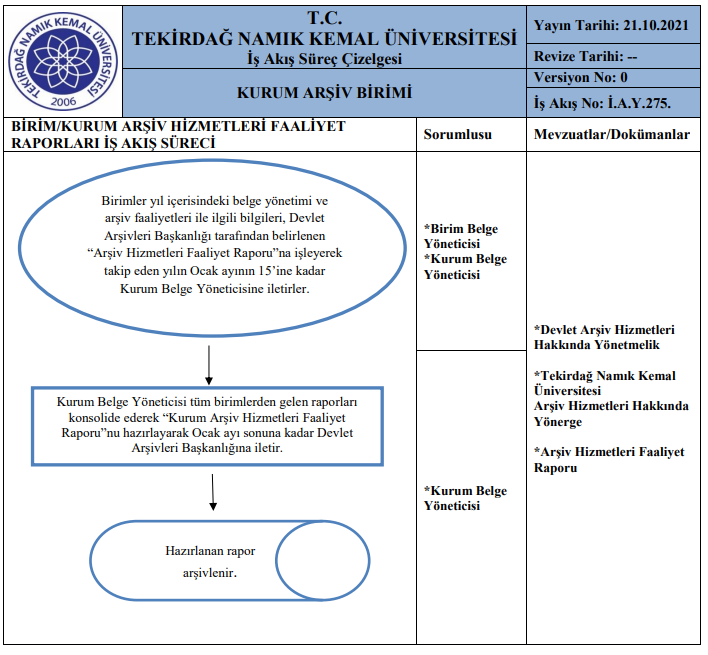 TEKİRDAĞ NAMIK KEMAL ÜNİVERSİTESİ
2006
T.C.
TEKİRDAĞ NAMIK KEMAL ÜNİVERSİTESİ
İş Akış Süreç Çizelgesi
KURUM ARŞİV BİRİMİ
Yayın Tarihi: 21.10.2021
Revize Tarihi: --
Versiyon No: 0
İş Akış No: İ.A.Y.275.
BİRİM/KURUM ARŞİV HİZMETLERİ FAALİYET
RAPORLARI İŞ AKIŞ SÜRECİ
Sorumlusu
Mevzuatlar/Dokümanlar
Birimler yıl içerisindeki belge yönetimi ve
arşiv faaliyetleri ile ilgili bilgileri, Devlet
Arşivleri Başkanlığı tarafından belirlenen
“Arşiv Hizmetleri Faaliyet Raporu”na işleyerek
takip eden yılın Ocak ayının 15’ine kadar
Kurum Belge Yöneticisine iletirler.
Kurum Belge Yöneticisi tüm birimlerden gelen raporları
konsolide ederek “Kurum Arşiv Hizmetleri Faaliyet
Raporu”nu hazırlayarak Ocak ayı sonuna kadar Devlet
Arşivleri Başkanlığına iletir.
Hazırlanan rapor
arşivlenir.
*Birim Belge
Yöneticisi
*Kurum Belge
Yöneticisi
*Kurum Belge
Yöneticisi
*Devlet Arşiv Hizmetleri
Hakkında Yönetmelik
*Tekirdağ Namık Kemal
Üniversitesi
Arşiv Hizmetleri Hakkında
Yönerge
*Arşiv Hizmetleri Faaliyet
Raporu